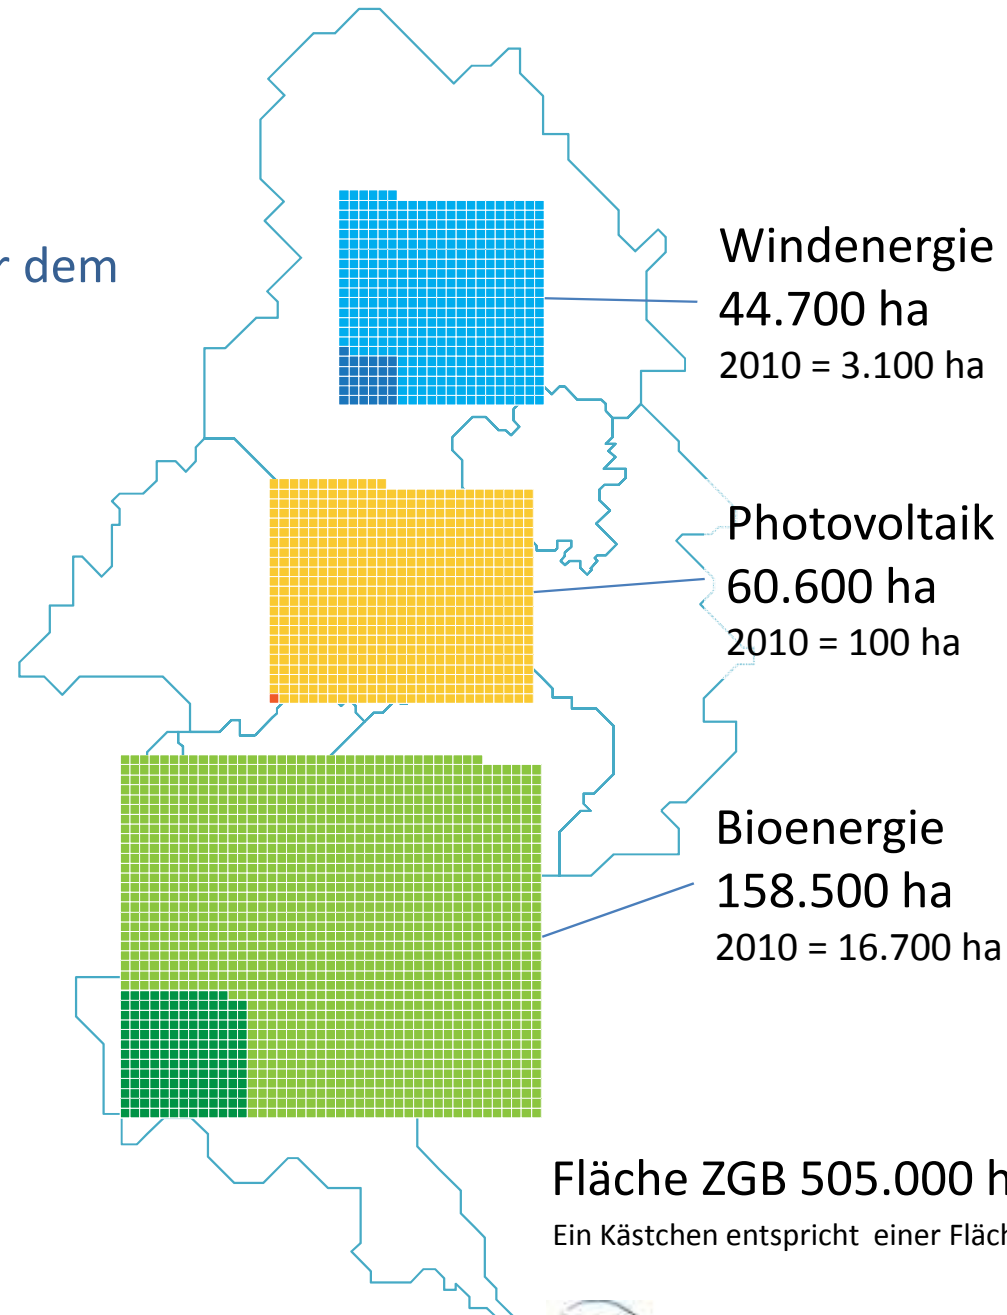 r dem
Windenergie
44.700 ha
2010 = 3.100 ha
Photovoltaik
60.600 ha
2010 = 100 ha
Bioenergie
158.500 ha
2010 = 16.700 ha
Fläche ZGB 505.000 h
Ein Kästchen entspricht einer Fläch